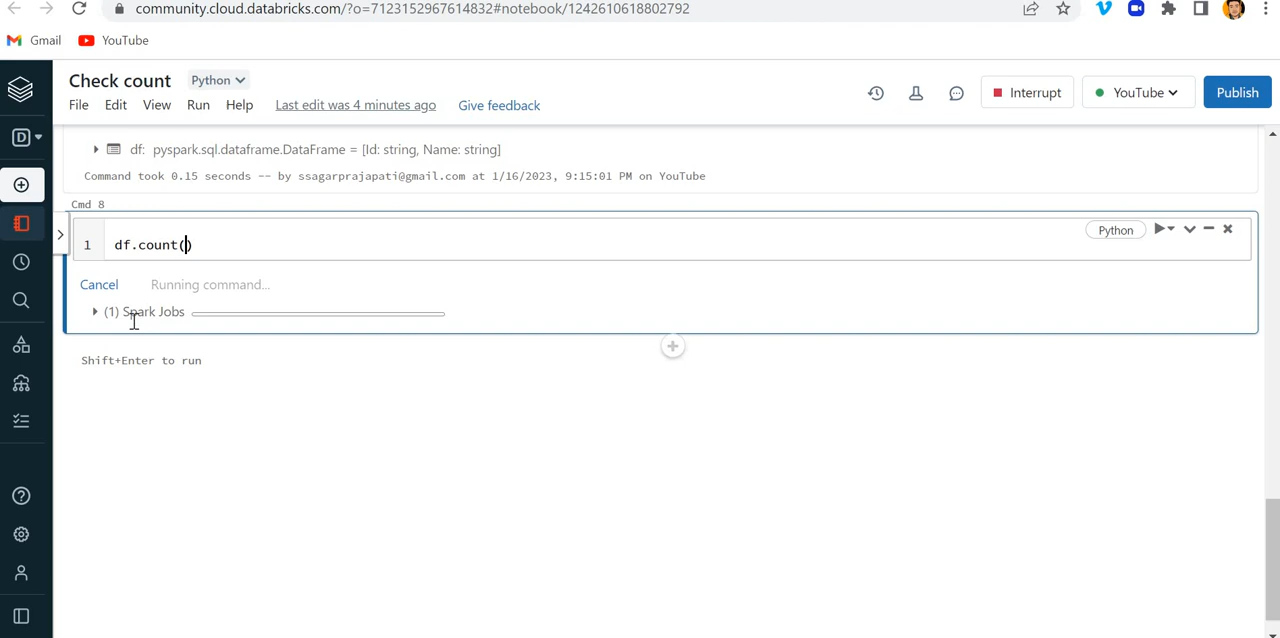 community.cloud.databricks.com/?o=7123152967614832#notebook/1242610618802792
Gmail YouTube
Check count Python
File Edit View Run Help Last edit was 4 minutes ago Give feedback
Interrupt YouTube Publish
D
df: pyspark.sql.dataframe.DataFrame = [Id: string, Name: string]
Command took 0.15 seconds -- by ssagarprajapati@gmail.com at 1/16/2023, 9:15:01 PM on YouTube
Cmd 8
Python
1 df.count()
Cancel Running command...
(1) Spark Jobs
Shift+Enter to run